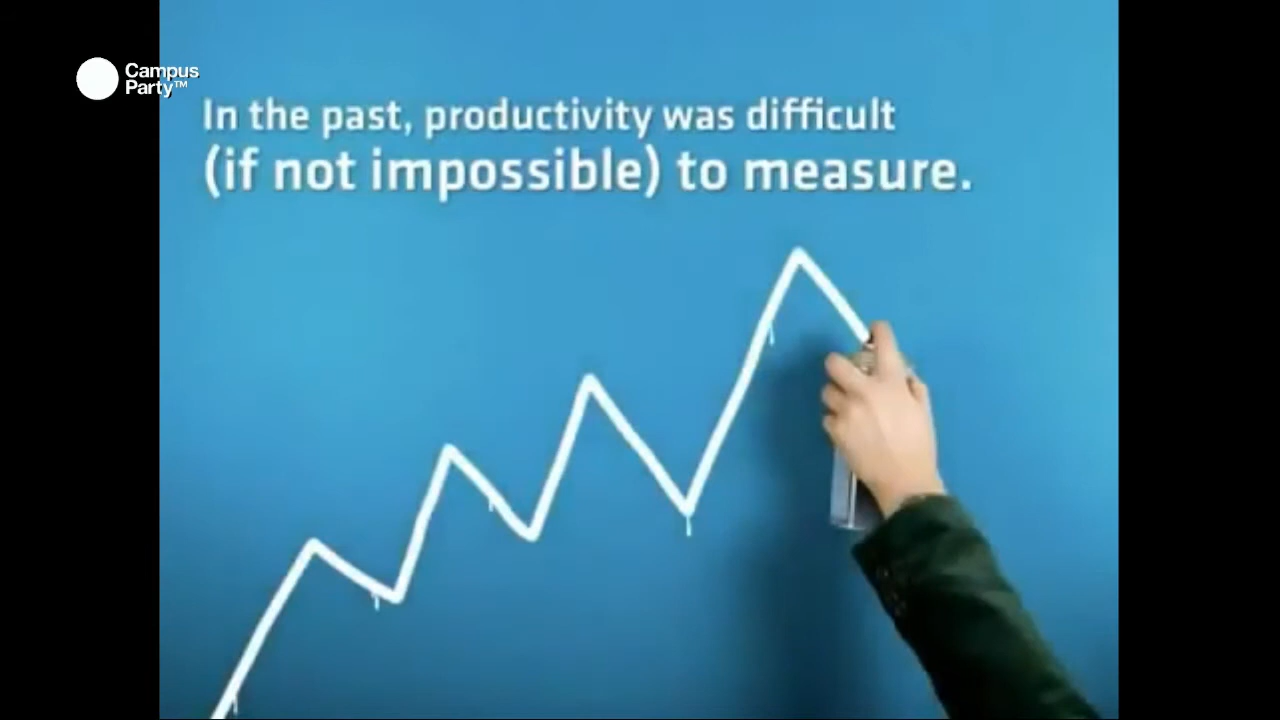 Campus
Party™
In the past, productivity was difficult
(if not impossible) to measure.